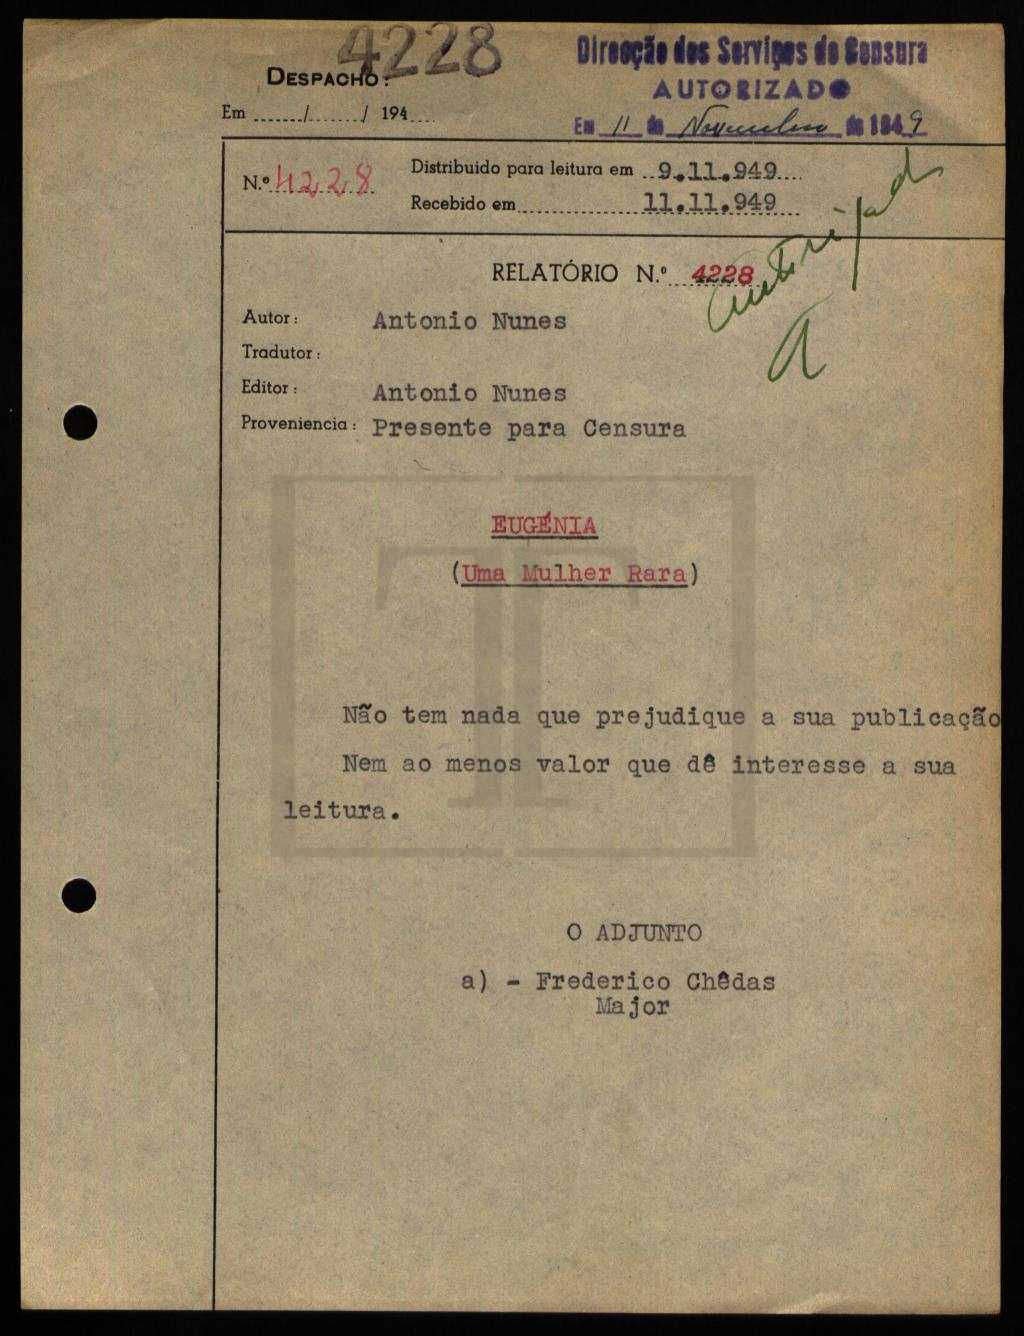 4228
Direcção dos Serviços de Censura
DESPACHO:
AUTORIZADO
Em ....../......./ 194....
Em 11 de Novembro de 1949
N.º 4228
Distribuido para leitura em 9.11.949
Recebido em 11.11.949
autorizado
RELATÓRIO N.º 4228
A
Autor: Antonio Nunes
Tradutor:
Editor: Antonio Nunes
Proveniencia: Presente para Censura
EUGÉNIA
(Uma Mulher Rara)
Não tem nada que prejudique a sua publicação
Nem ao menos valor que dê interesse a sua
leitura.
O ADJUNTO
a) - Frederico Chêdas
Major